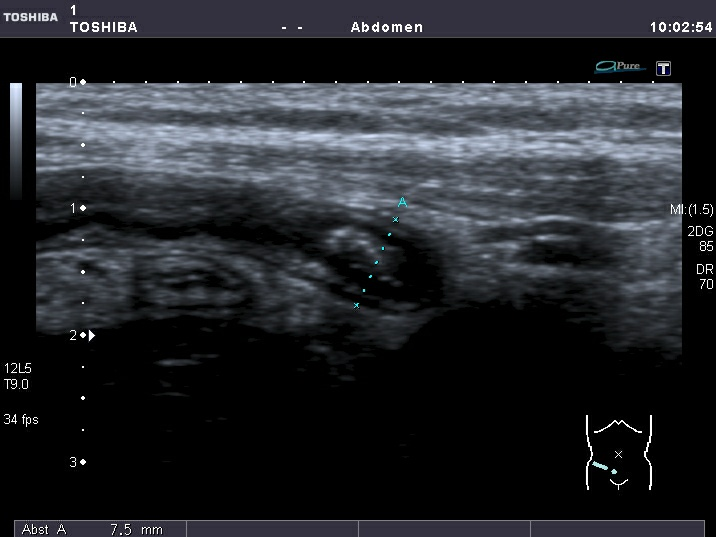 TOSHIBA
1
TOSHIBA - - Abdomen 10:02:54
aPure T
0
A
1
MI:(1.5)
2DG
85
DR
70
2
12L5
T9.0
34 fps
3
Abst A 7.5 mm